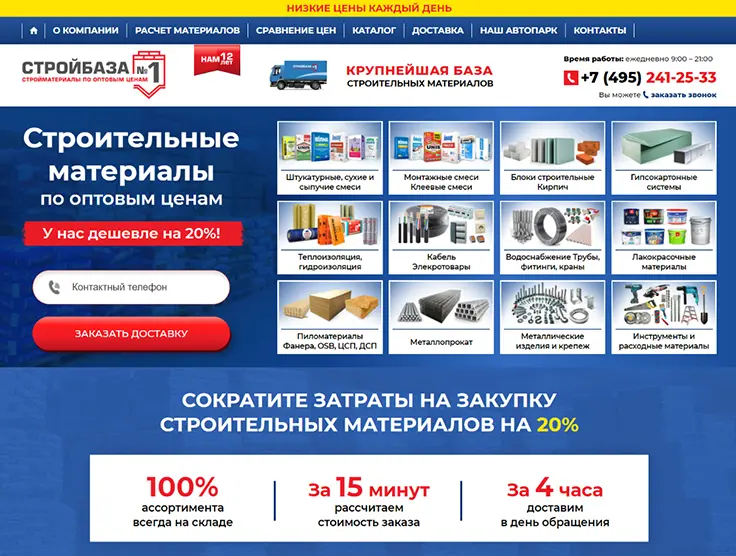 НИЗКИЕ ЦЕНЫ КАЖДЫЙ ДЕНЬ
О КОМПАНИИ
РАСЧЕТ МАТЕРИАЛОВ
СРАВНЕНИЕ ЦЕН
КАТАЛОГ
ДОСТАВКА
НАШ АВТОПАРК
КОНТАКТЫ
СТРОЙБАЗА №1
СТРОЙМАТЕРИАЛЫ ПО ОПТОВЫМ ЦЕНАМ
НАМ 12
ЛЕТ
КРУПНЕЙШАЯ БАЗА
СТРОИТЕЛЬНЫХ МАТЕРИАЛОВ
Время работы: ежедневно 9:00 – 21:00
+7 (495) 241-25-33
Вы можете заказать звонок
Строительные
материалы
по оптовым ценам
У нас дешевле на 20%!
Контактный телефон
ЗАКАЗАТЬ ДОСТАВКУ
Штукатурные, сухие и
сыпучие смеси
Монтажные смеси
Клеевые смеси
Блоки строительные
Кирпич
Гипсокартонные
системы
Теплоизоляция,
гидроизоляция
Кабель
Элекротовары
Водоснабжение Трубы,
фитинги, краны
Лакокрасочные
материалы
Пиломатериалы
Фанера, OSB, ЦСП, ДСП
Металлопрокат
Металлические
изделия и крепеж
Инструменты и
расходные материалы
СОКРАТИТЕ ЗАТРАТЫ НА ЗАКУПКУ
СТРОИТЕЛЬНЫХ МАТЕРИАЛОВ НА 20%
100%
ассортимента
всегда на складе
За 15 минут
рассчитаем
стоимость заказа
За 4 часа
доставим
в день обращения